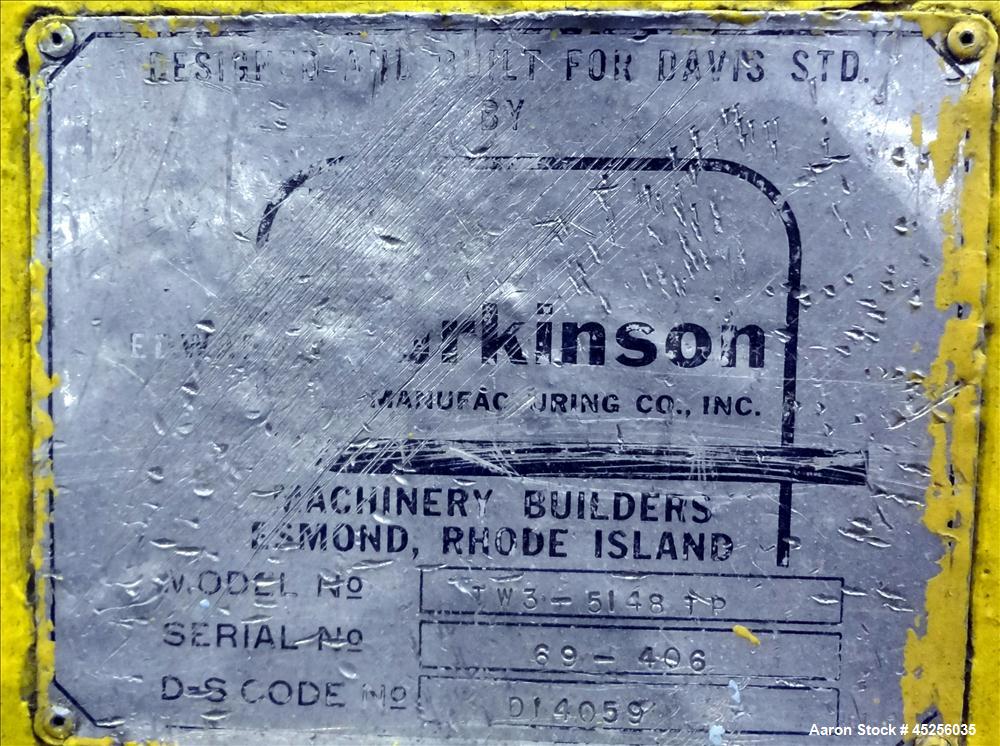 DESIGNED AND BUILT FOR DAVIS STD.
BY
arkinson
MANUFACTURING CO., INC.
MACHINERY BUILDERS
ESMOND, RHODE ISLAND
MODEL Nº TW3-5148 TP
SERIAL Nº 69-406
D-S CODE Nº D14059
Aaron Stock # 45256035